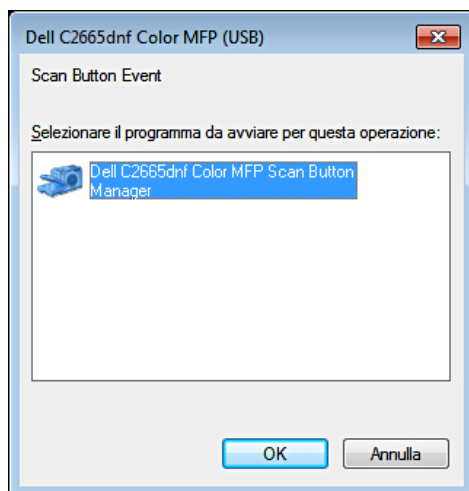 Dell C2665dnf Color MFP (USB)
Scan Button Event
Selezionare il programma da avviare per questa operazione:
Dell C2665dnf Color MFP Scan Button
Manager
OK
Annulla